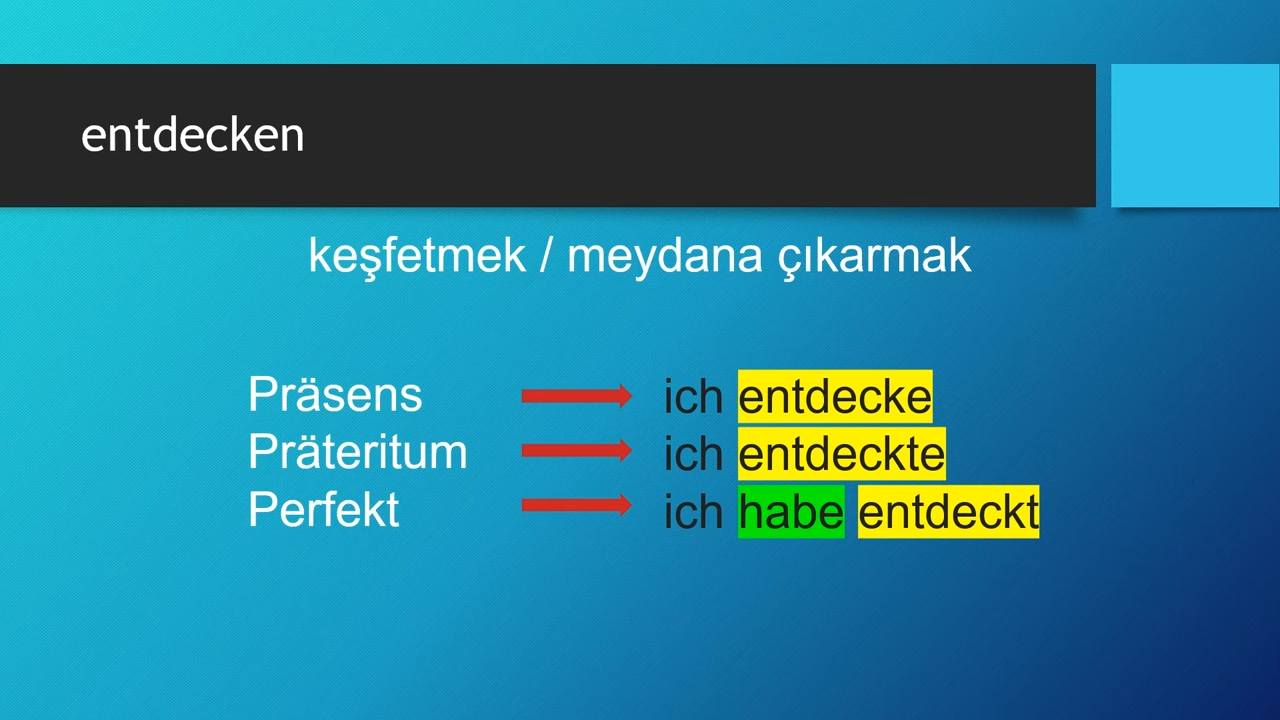 entdecken
keşfetmek / meydana çıkarmak
Präsens ich entdecke
Präteritum ich entdeckte
Perfekt ich habe entdeckt